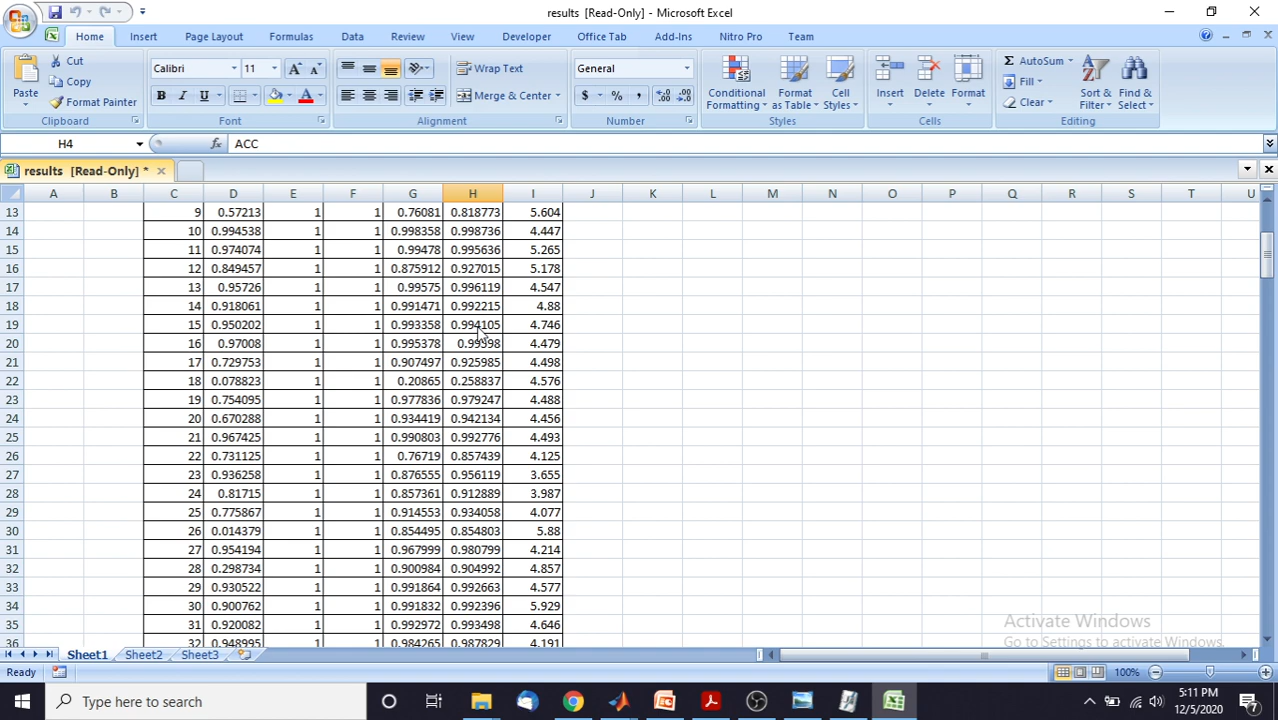 results [Read-Only] - Microsoft Excel
Home Insert Page Layout Formulas Data Review View Developer Office Tab Add-Ins Nitro Pro Team
Paste
Cut
Copy
Format Painter
Clipboard
Calibri 11
B I U
Font
Wrap Text
Merge & Center
Alignment
General
$ % ,
Number
Conditional Formatting
Format as Table
Cell Styles
Styles
Insert Delete Format
Cells
AutoSum
Fill
Clear
Sort & Filter
Find & Select
Editing
H4 fx ACC
results [Read-Only] *
A B C D E F G H I J K L M N O P Q R S T U
13 9 0.57213 1 1 0.76081 0.818773 5.604
14 10 0.994538 1 1 0.998358 0.998736 4.447
15 11 0.974074 1 1 0.99478 0.995636 5.265
16 12 0.849457 1 1 0.875912 0.927015 5.178
17 13 0.95726 1 1 0.99575 0.996119 4.547
18 14 0.918061 1 1 0.991471 0.992215 4.88
19 15 0.950202 1 1 0.993358 0.994105 4.746
20 16 0.97008 1 1 0.995378 4.479
21 17 0.729753 1 1 0.907497 0.925985 4.498
22 18 0.078823 1 1 0.20865 0.258837 4.576
23 19 0.754095 1 1 0.977836 0.979247 4.488
24 20 0.670288 1 1 0.934419 0.942134 4.456
25 21 0.967425 1 1 0.990803 0.992776 4.493
26 22 0.731125 1 1 0.76719 0.857439 4.125
27 23 0.936258 1 1 0.876555 0.956119 3.655
28 24 0.81715 1 1 0.857361 0.912889 3.987
29 25 0.775867 1 1 0.914553 0.934058 4.077
30 26 0.014379 1 1 0.854495 0.854803 5.88
31 27 0.954194 1 1 0.967999 0.980799 4.214
32 28 0.298734 1 1 0.900984 0.904992 4.857
33 29 0.930522 1 1 0.991864 0.992663 4.577
34 30 0.900762 1 1 0.991832 0.992396 5.929
35 31 0.920082 1 1 0.992972 0.993498 4.646
36 32 0.948995 1 1 0.984265 0.987829 4.191
Activate Windows
Go to Settings to activate Windows.
Sheet1 Sheet2 Sheet3
Ready 100%
Type here to search
5:11 PM
12/5/2020
7